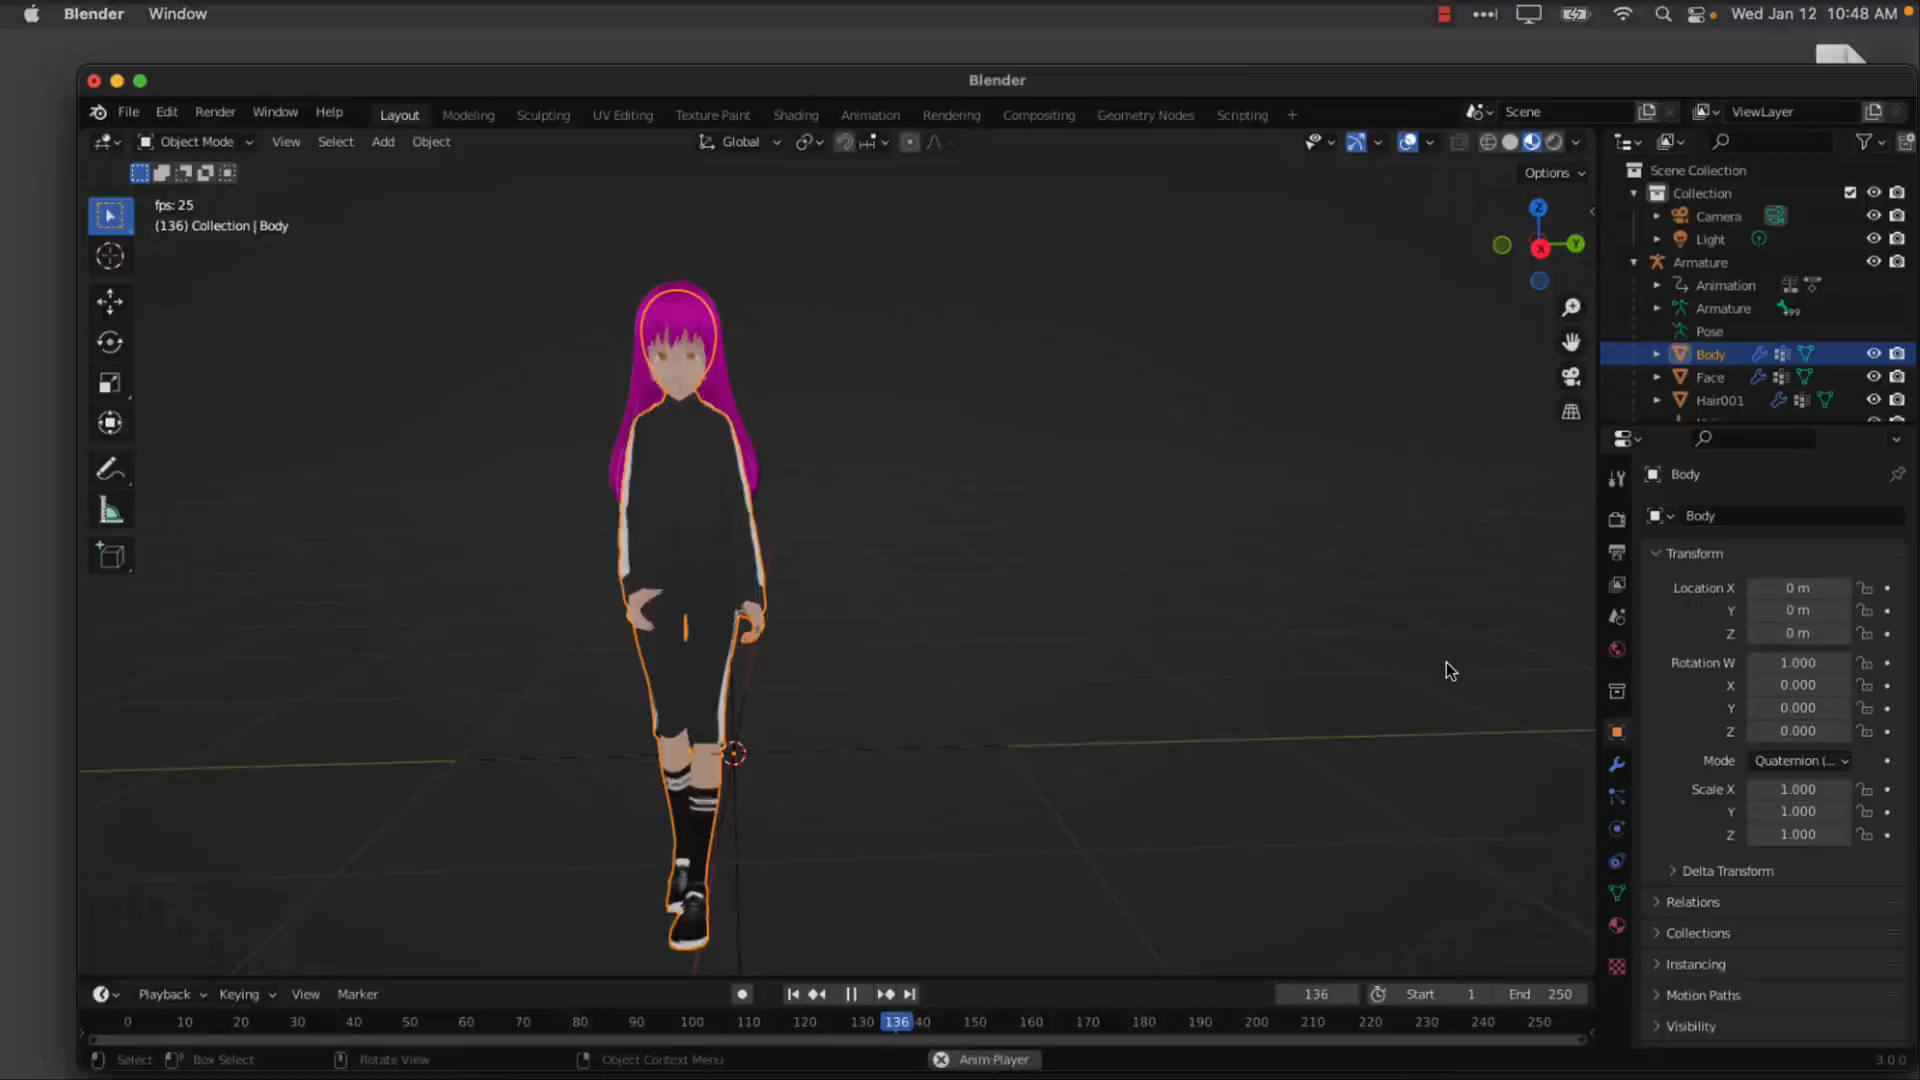 Blender Window Wed Jan 12 10:48 AM
Blender
File Edit Render Window Help Layout Modeling Sculpting UV Editing Texture Paint Shading Animation Rendering Compositing Geometry Nodes Scripting + Scene ViewLayer
Object Mode View Select Add Object Global
Options
fps: 25
(136) Collection | Body
Z
Y
X
Scene Collection
Collection
Camera
Light
Armature
Animation
Armature
Pose
Body
Face
Hair001
Body
Body
Transform
Location X 0 m
Y 0 m
Z 0 m
Rotation W 1.000
X 0.000
Y 0.000
Z 0.000
Mode Quaternion (...
Scale X 1.000
Y 1.000
Z 1.000
Delta Transform
Relations
Collections
Instancing
Motion Paths
Visibility
Playback Keying View Marker 136 Start 1 End 250
0 10 20 30 40 50 60 70 80 90 100 110 120 130 136 40 150 160 170 180 190 200 210 220 230 240 250
Select Box Select Rotate View Object Context Menu Anim Player 3.0.0